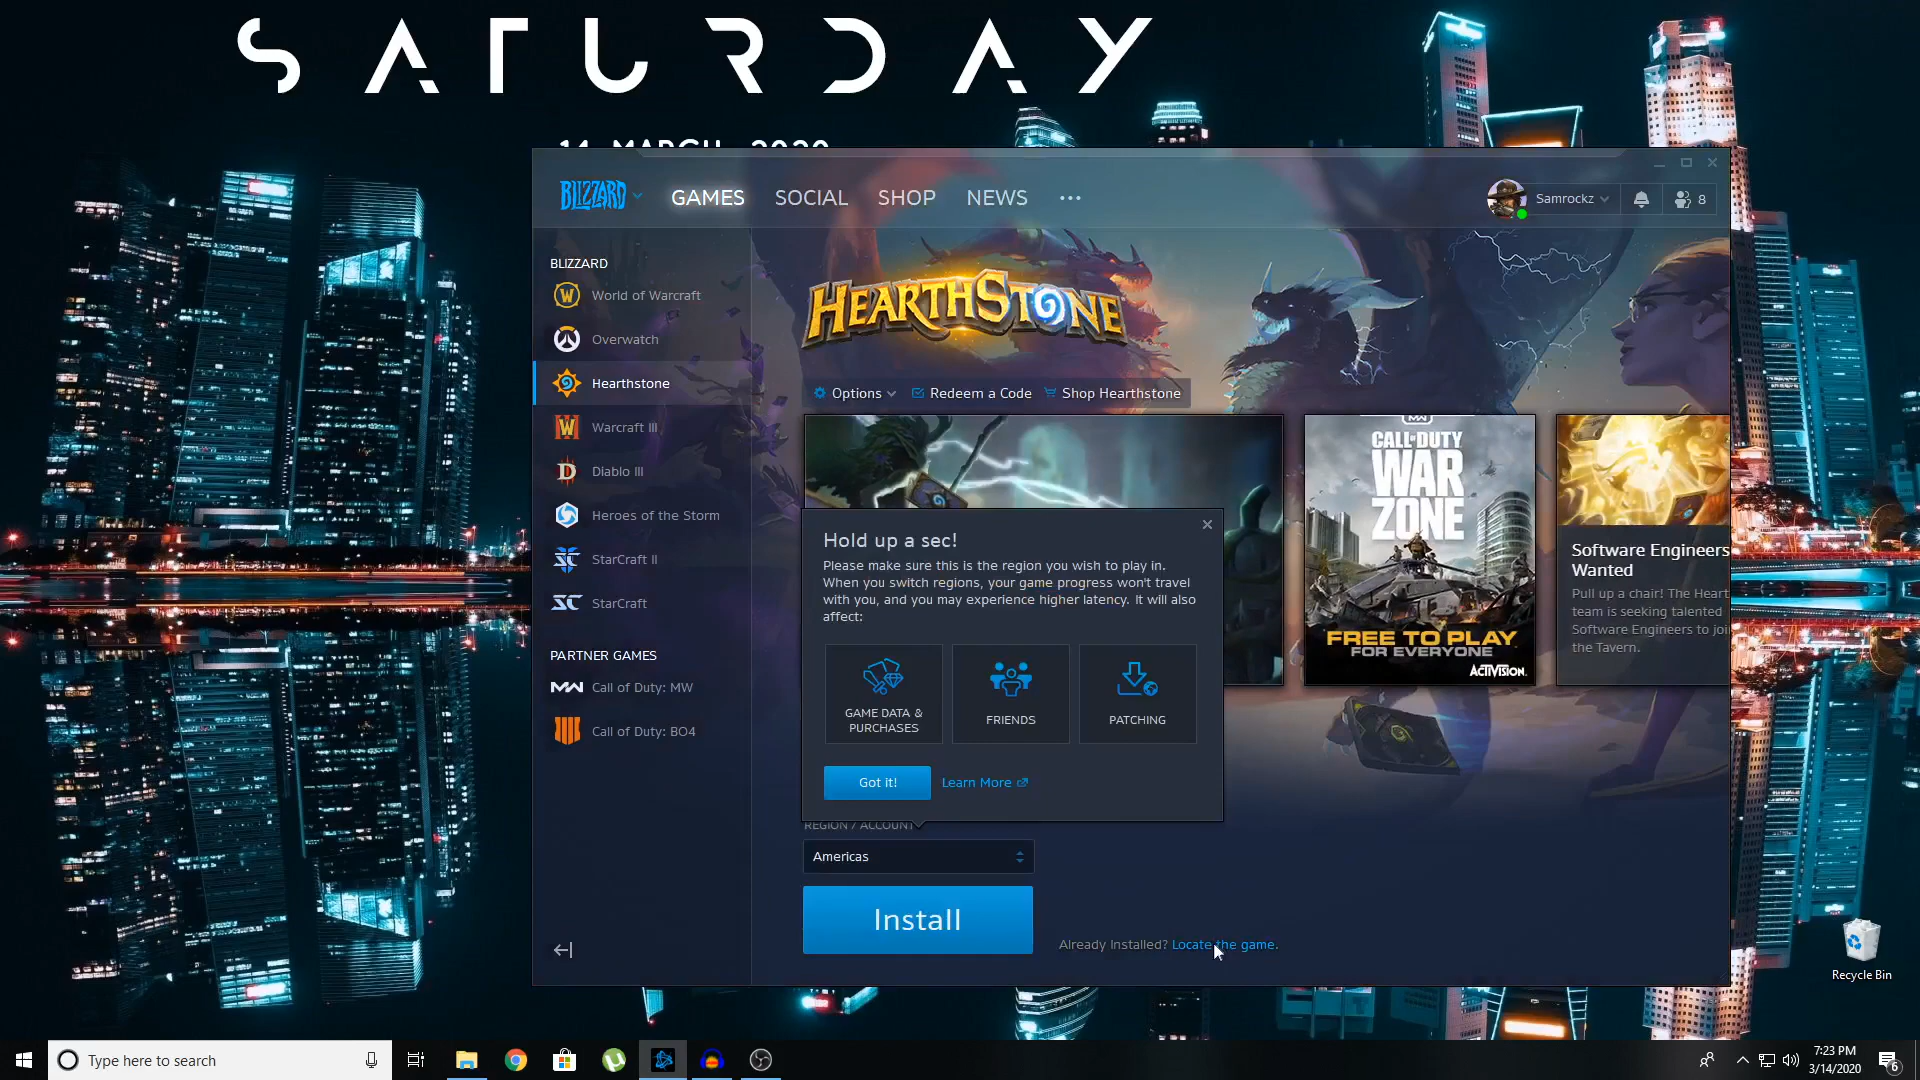 SATURDAY
14 MARCH 2020
BLIZZARD
GAMES
SOCIAL
SHOP
NEWS
Samrockz
8
BLIZZARD
World of Warcraft
Overwatch
Hearthstone
Warcraft III
Diablo III
Heroes of the Storm
StarCraft II
StarCraft
PARTNER GAMES
Call of Duty: MW
Call of Duty: BO4
HEARTHSTONE
Options
Redeem a Code
Shop Hearthstone
Hold up a sec!
Please make sure this is the region you wish to play in.
When you switch regions, your game progress won't travel
with you, and you may experience higher latency. It will also
affect:
GAME DATA &
PURCHASES
FRIENDS
PATCHING
Got it!
Learn More
REGION / ACCOUNT
Americas
Install
Already Installed? Locate the game.
CALL OF DUTY
WAR
ZONE
FREE TO PLAY
FOR EVERYONE
ACTIVISION
Software Engineers
Wanted
Pull up a chair! The Heart
team is seeking talented
Software Engineers to joi
the Tavern.
Recycle Bin
Type here to search
7:23 PM
3/14/2020
6